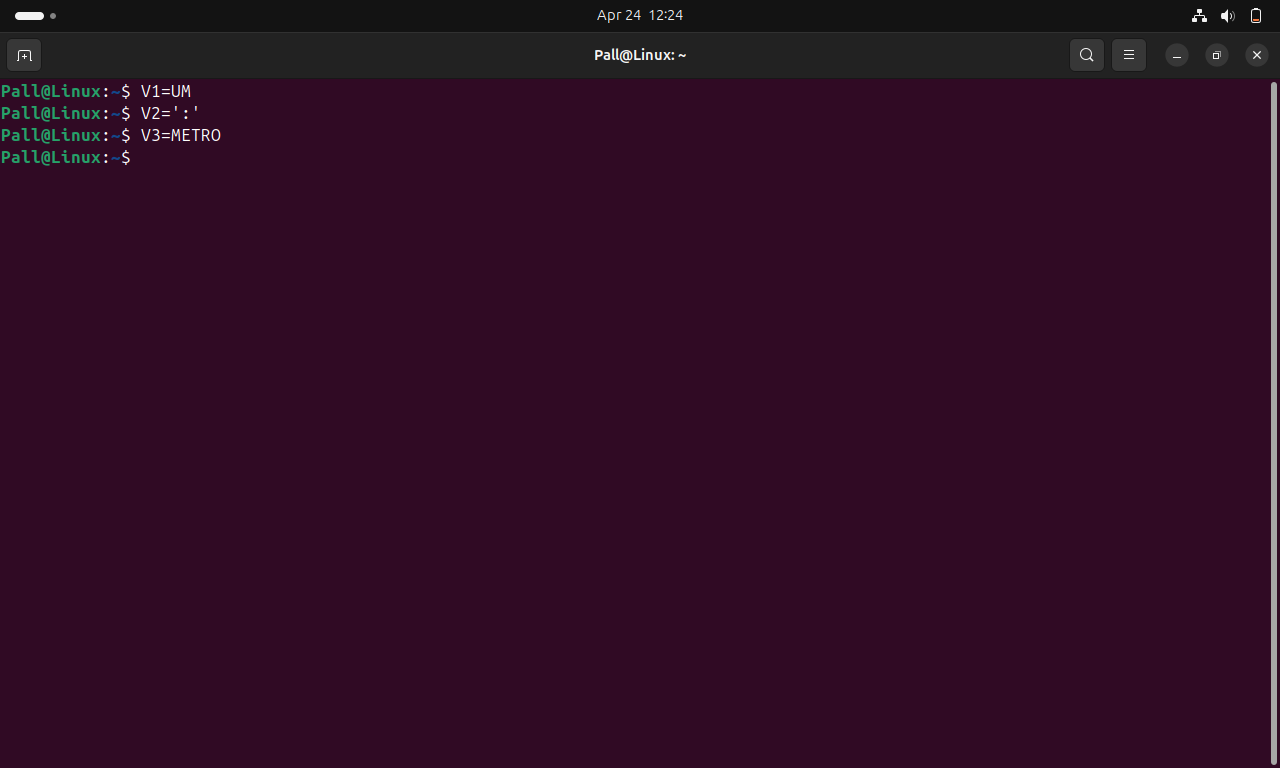 Apr 24 12:24
Pall@Linux: ~
Pall@Linux:~$ V1=UM
Pall@Linux:~$ V2=':'
Pall@Linux:~$ V3=METRO
Pall@Linux:~$